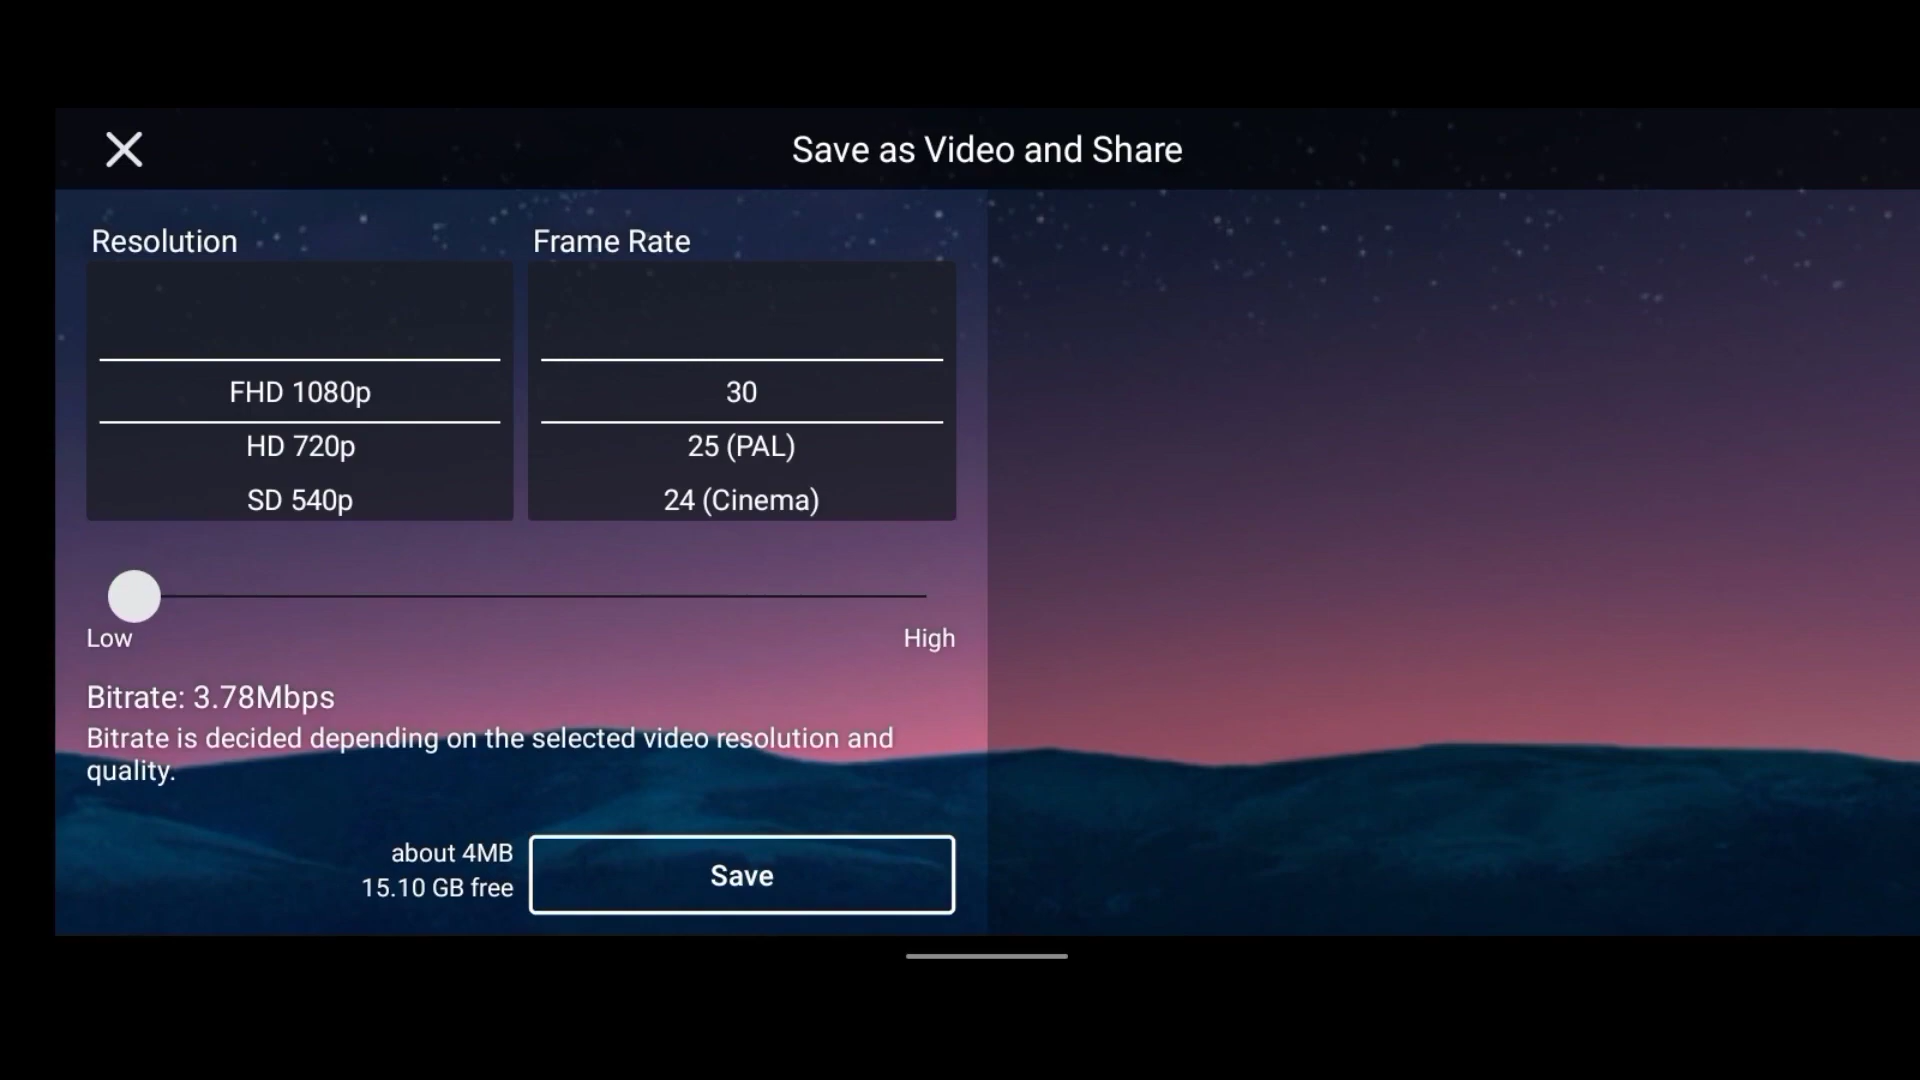 Save as Video and Share
Resolution
FHD 1080p
HD 720p
SD 540p
Frame Rate
30
25 (PAL)
24 (Cinema)
Low
High
Bitrate: 3.78Mbps
Bitrate is decided depending on the selected video resolution and
quality.
about 4MB
15.10 GB free
Save